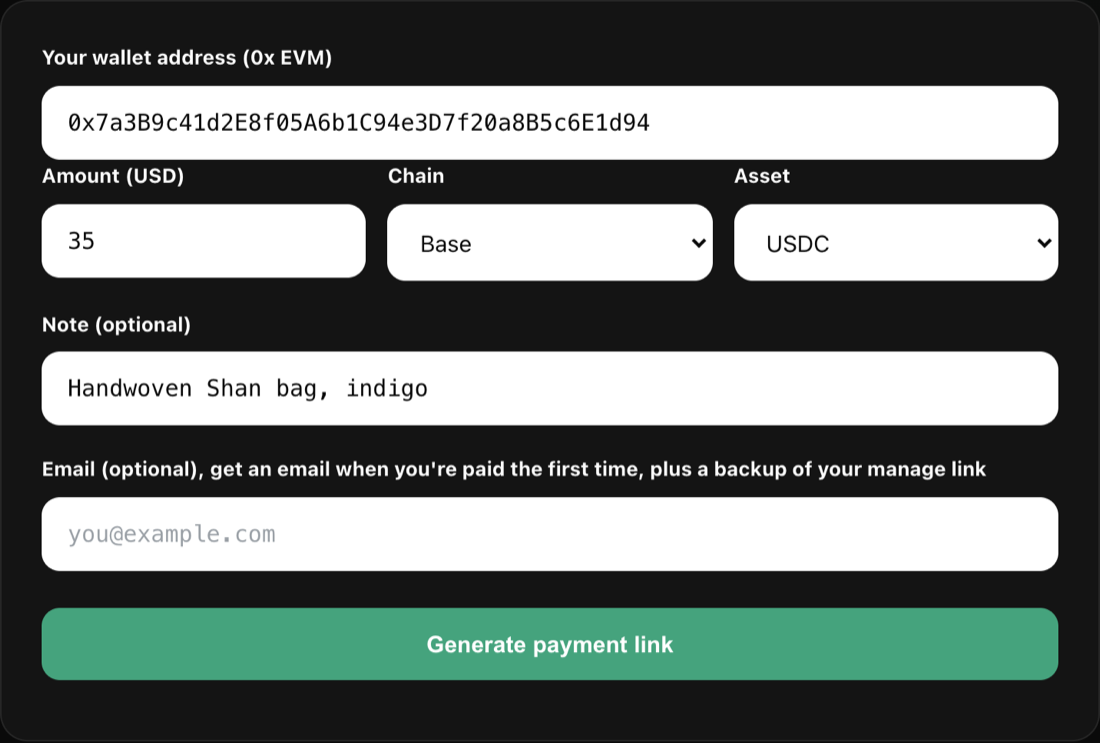 Your wallet address (0x EVM)
0x7a3B9c41d2E8f05A6b1C94e3D7f20a8B5c6E1d94
Amount (USD)
Chain
Asset
35
Base
USDC
Note (optional)
Handwoven Shan bag, indigo
Email (optional), get an email when you're paid the first time, plus a backup of your manage link
you@example.com
Generate payment link